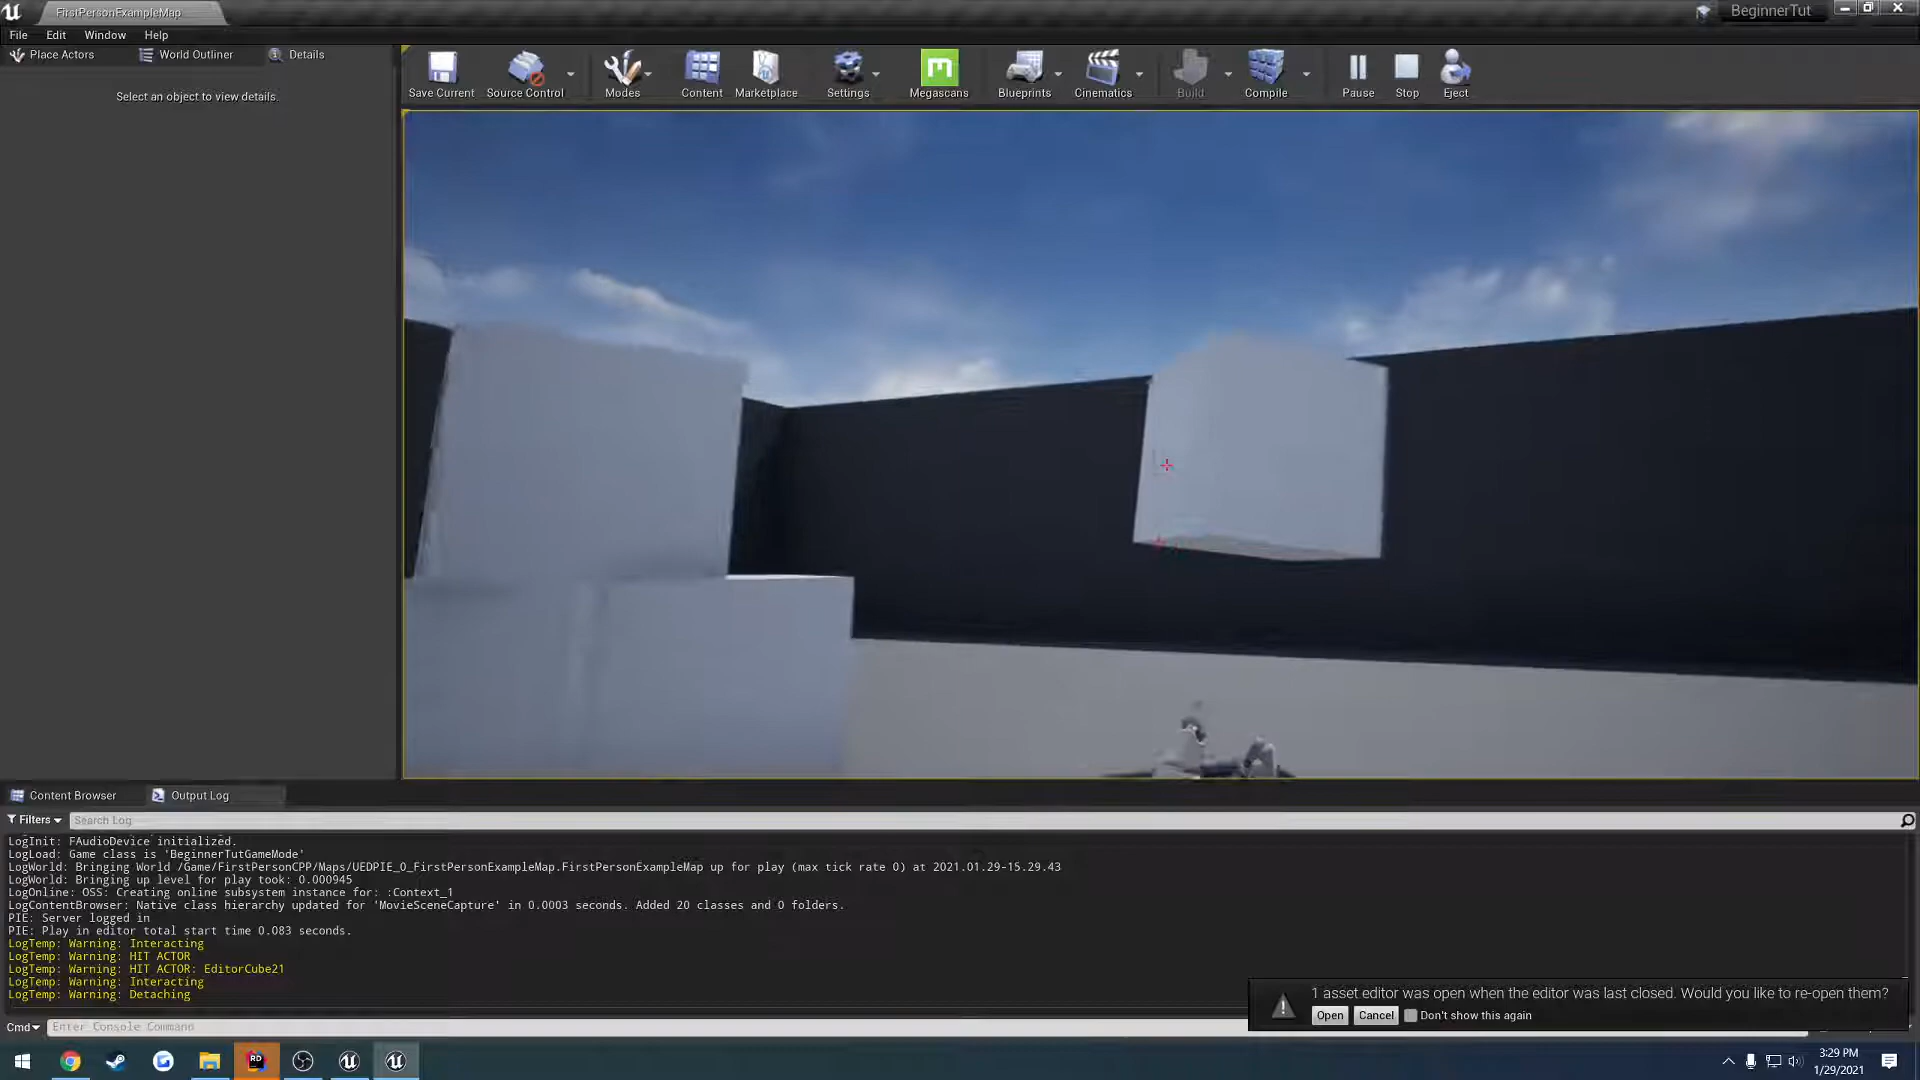 FirstPersonExampleMap
BeginnerTut
File Edit Window Help
Place Actors World Outliner Details
Select an object to view details.
Save Current Source Control Modes Content Marketplace Settings Megascans Blueprints Cinematics Build Compile Pause Stop Eject
Content Browser Output Log
Filters Search Log
LogInit: FAudioDevice initialized.
LogLoad: Game class is 'BeginnerTutGameMode'
LogWorld: Bringing World /Game/FirstPersonCPP/Maps/UEDPIE_0_FirstPersonExampleMap.FirstPersonExampleMap up for play (max tick rate 0) at 2021.01.29-15.29.43
LogWorld: Bringing up level for play took: 0.000945
LogOnline: OSS: Creating online subsystem instance for: :Context_1
LogContentBrowser: Native class hierarchy updated for 'MovieSceneCapture' in 0.0003 seconds. Added 20 classes and 0 folders.
PIE: Server logged in
PIE: Play in editor total start time 0.083 seconds.
LogTemp: Warning: Interacting
LogTemp: Warning: HIT ACTOR
LogTemp: Warning: HIT ACTOR: EditorCube21
LogTemp: Warning: Interacting
LogTemp: Warning: Detaching
1 asset editor was open when the editor was last closed. Would you like to re-open them?
Open Cancel Don't show this again
Cmd Enter Console Command
RD
3:29 PM
1/29/2021